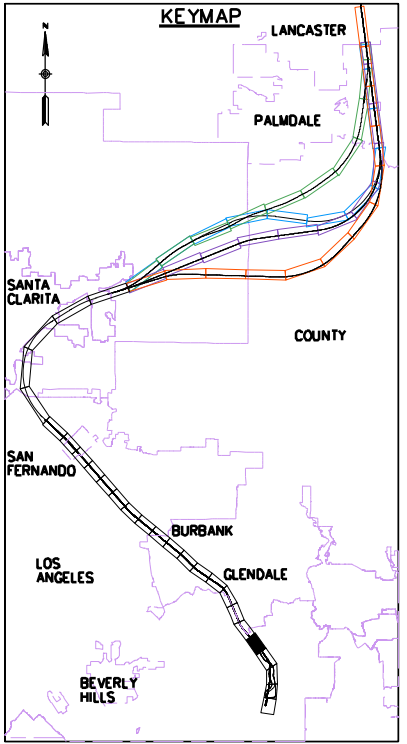 KEYMAP
N
LANCASTER
PALMDALE
SANTA
CLARITA
COUNTY
SAN
FERNANDO
BURBANK
LOS
ANGELES
GLENDALE
BEVERLY
HILLS